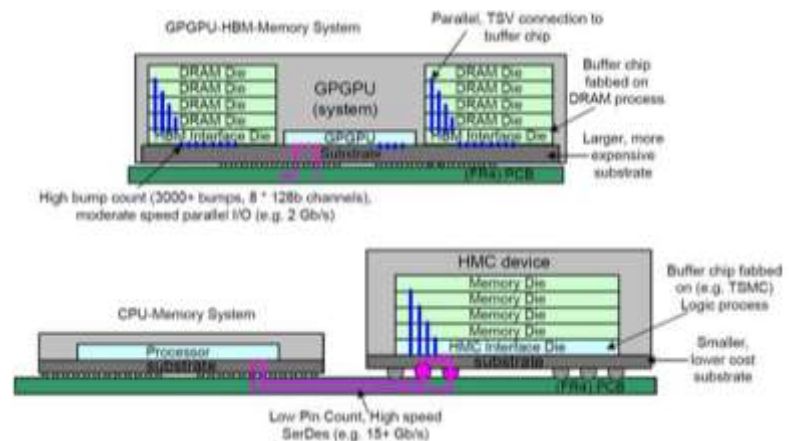 GPGPU-HBM-Memory System
Parallel, TSV connection to
buffer chip
DRAM Die
DRAM Die
DRAM Die
DRAM Die
HBM Interface Die
GPGPU
(system)
GPGPU
DRAM Die
DRAM Die
DRAM Die
DRAM Die
HBM Interface Die
Substrate
(FR4) PCB
Buffer chip
fabbed on
DRAM process
Larger, more
expensive
substrate
High bump count (3000+ bumps, 8 * 128b channels),
moderate speed parallel I/O (e.g. 2 Gb/s)
CPU-Memory System
Processor
substrate
HMC device
Memory Die
Memory Die
Memory Die
Memory Die
HMC Interface Die
substrate
(FR4) PCB
Buffer chip fabbed
on (e.g. TSMC)
Logic process
Smaller,
lower cost
substrate
Low Pin Count, High speed
SerDes (e.g. 15+ Gb/s)